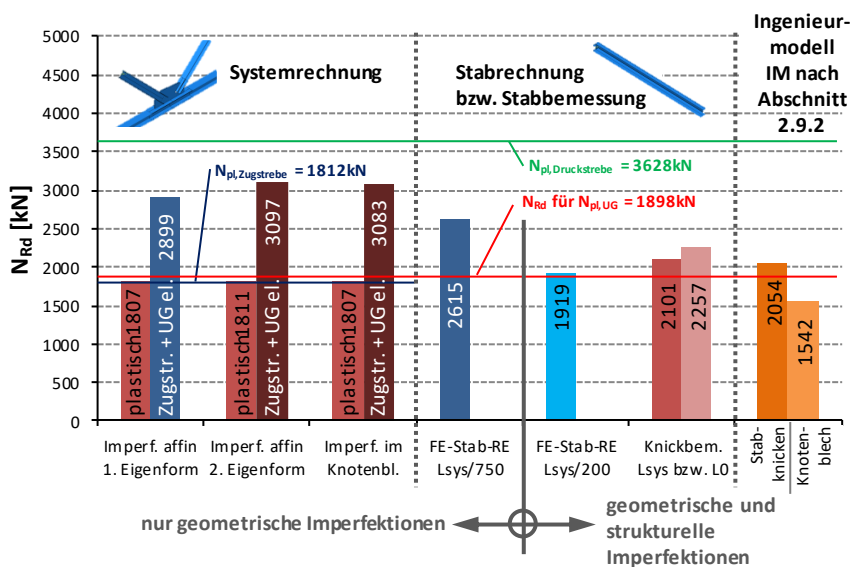 5000
4500
4000
3500
3000
2500
2000
1500
1000
500
0
N_Rd [kN]
Systemrechnung
Stabrechnung
bzw. Stabbemessung
Ingenieur-
modell
IM nach
Abschnitt
2.9.2
N_pl,Zugstrebe = 1812kN
N_pl,Druckstrebe = 3628kN
N_Rd für N_pl,UG = 1898kN
plastisch1807
Zugstr. + UG el. 2899
plastisch1811
Zugstr. + UG el. 3097
plastisch1807
Zugstr. + UG el. 3083
2615
1919
2101
2257
2054
1542
Imperf. affin
1. Eigenform
Imperf. affin
2. Eigenform
Imperf. im
Knotenbl.
FE-Stab-RE
Lsys/750
FE-Stab-RE
Lsys/200
Knickbem.
Lsys bzw. L0
Stab-
knicken
Knoten-
blech
nur geometrische Imperfektionen
geometrische und
strukturelle
Imperfektionen